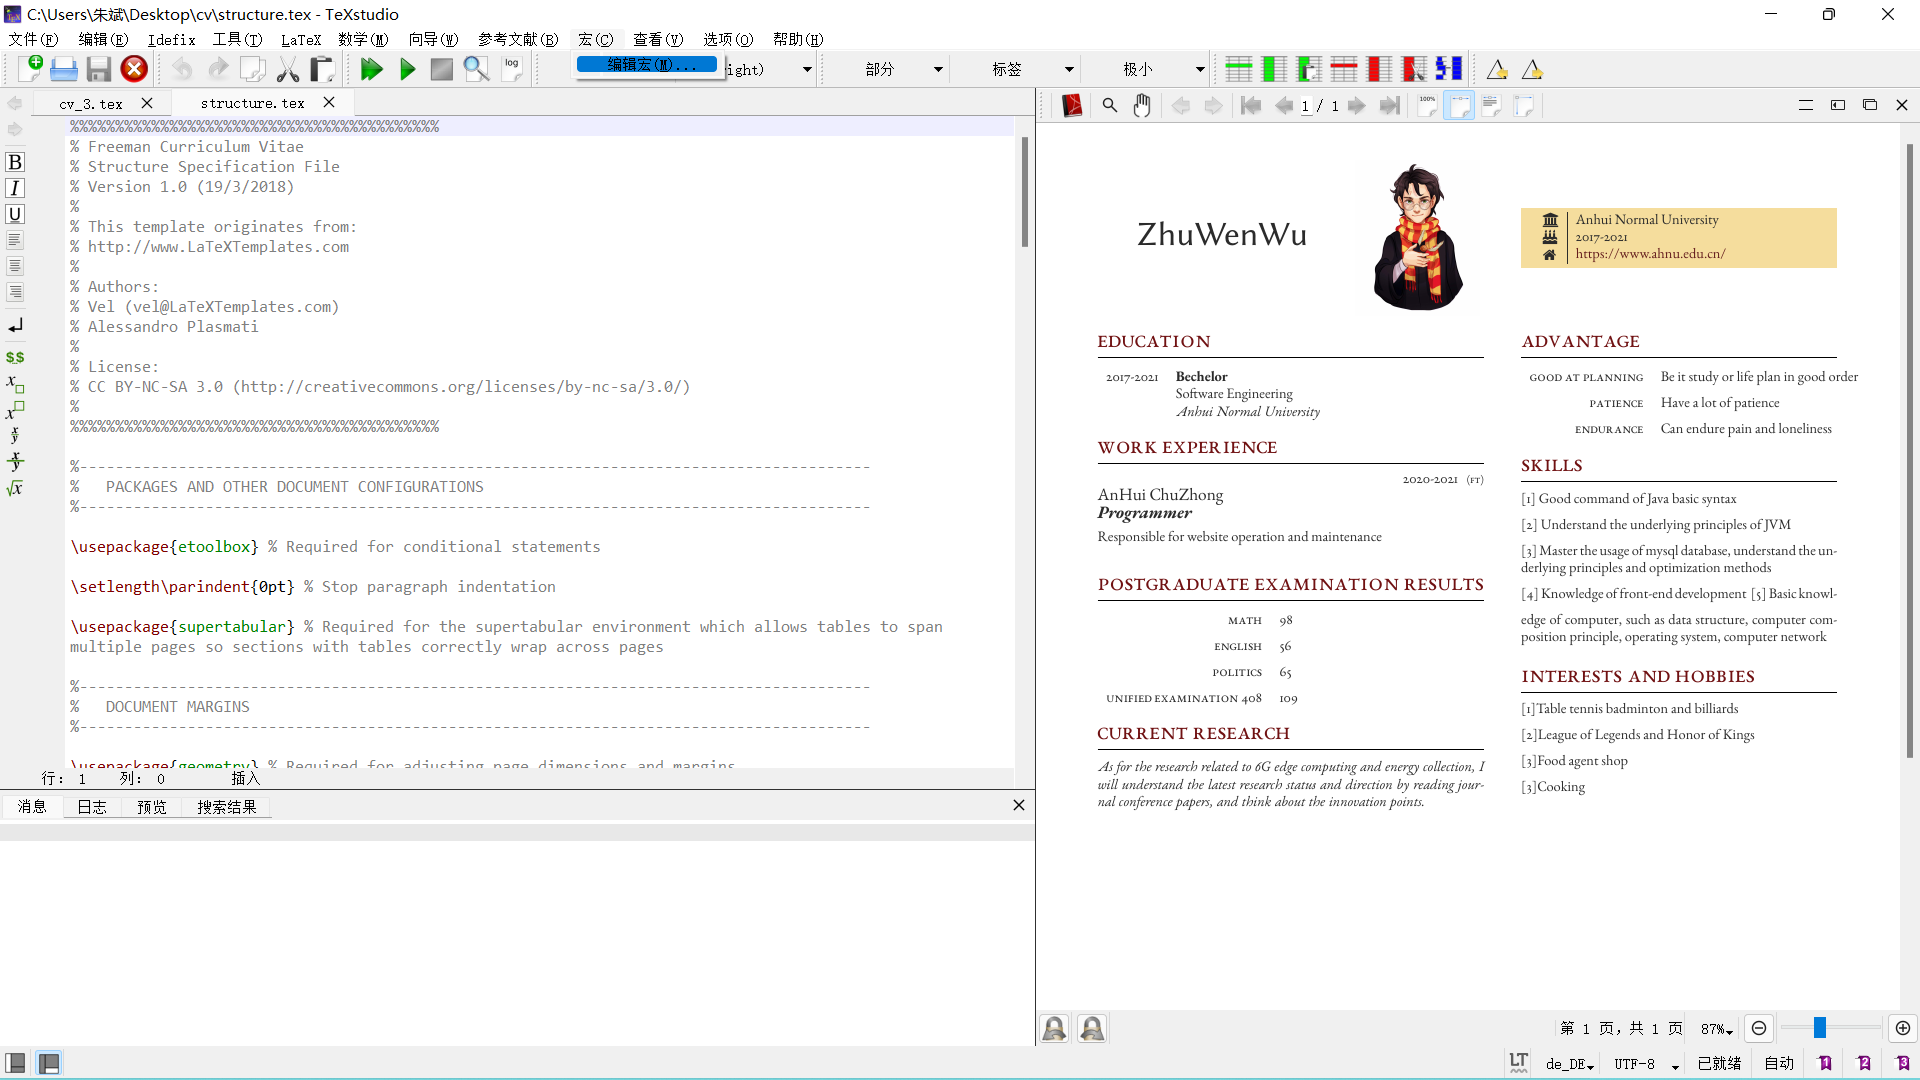 C:\Users\朱斌\Desktop\cv\structure.tex - TeXstudio
文件(F) 编辑(E) Idefix 工具(T) LaTeX 数学(M) 向导(W) 参考文献(B) 宏(C) 查看(V) 选项(O) 帮助(H)
log 编辑宏(M)... ight) 部分 标签 极小
cv_3.tex structure.tex
1 / 1 100%
%%%%%%%%%%%%%%%%%%%%%%%%%%%%%%%%%%%%%%%%%
% Freeman Curriculum Vitae
% Structure Specification File
% Version 1.0 (19/3/2018)
%
% This template originates from:
% http://www.LaTeXTemplates.com
%
% Authors:
% Vel (vel@LaTeXTemplates.com)
% Alessandro Plasmati
%
% License:
% CC BY-NC-SA 3.0 (http://creativecommons.org/licenses/by-nc-sa/3.0/)
%
%%%%%%%%%%%%%%%%%%%%%%%%%%%%%%%%%%%%%%%%%
%----------------------------------------------------------------------------------------
% PACKAGES AND OTHER DOCUMENT CONFIGURATIONS
%----------------------------------------------------------------------------------------
\usepackage{etoolbox} % Required for conditional statements
\setlength\parindent{0pt} % Stop paragraph indentation
\usepackage{supertabular} % Required for the supertabular environment which allows tables to span
multiple pages so sections with tables correctly wrap across pages
%----------------------------------------------------------------------------------------
% DOCUMENT MARGINS
%----------------------------------------------------------------------------------------
\usepackage{geometry} % Required for adjusting page dimensions and margins
行: 1 列: 0 插入
消息 日志 预览 搜索结果
ZhuWenWu
Anhui Normal University
2017-2021
https://www.ahnu.edu.cn/
EDUCATION
2017-2021 Bechelor
Software Engineering
Anhui Normal University
WORK EXPERIENCE
2020-2021 (FT)
AnHui ChuZhong
Programmer
Responsible for website operation and maintenance
POSTGRADUATE EXAMINATION RESULTS
MATH 98
ENGLISH 56
POLITICS 65
UNIFIED EXAMINATION 408 109
CURRENT RESEARCH
As for the research related to 6G edge computing and energy collection, I
will understand the latest research status and direction by reading jour-
nal conference papers, and think about the innovation points.
ADVANTAGE
GOOD AT PLANNING Be it study or life plan in good order
PATIENCE Have a lot of patience
ENDURANCE Can endure pain and loneliness
SKILLS
[1] Good command of Java basic syntax
[2] Understand the underlying principles of JVM
[3] Master the usage of mysql database, understand the un-
derlying principles and optimization methods
[4] Knowledge of front-end development [5] Basic knowl-
edge of computer, such as data structure, computer com-
position principle, operating system, computer network
INTERESTS AND HOBBIES
[1]Table tennis badminton and billiards
[2]League of Legends and Honor of Kings
[3]Food agent shop
[3]Cooking
第 1 页,共 1 页 87%
LT de_DE UTF-8 已就绪 自动 1 2 3